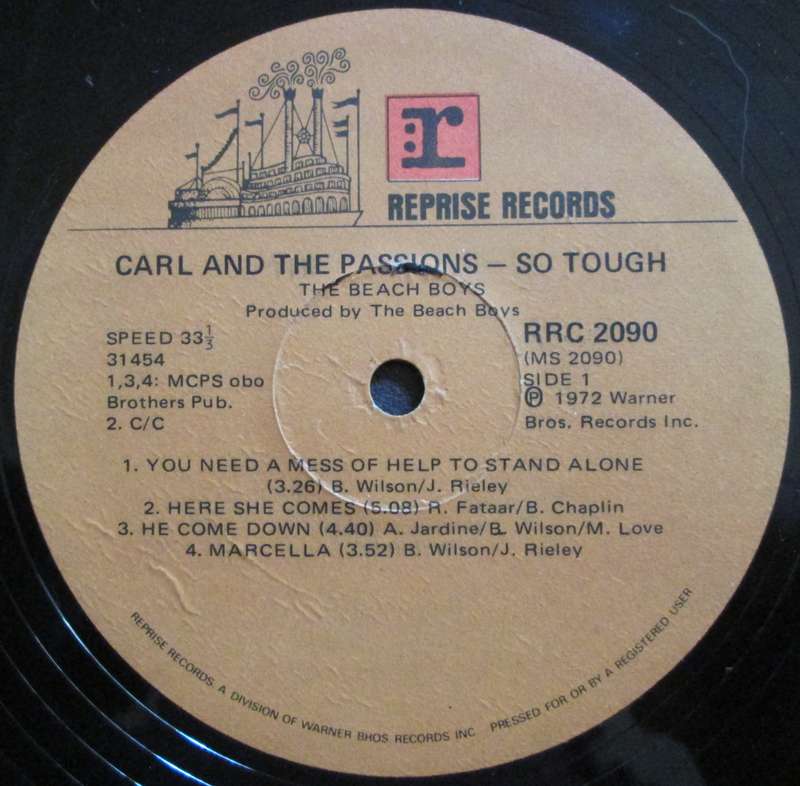 r
REPRISE RECORDS
CARL AND THE PASSIONS – SO TOUGH
THE BEACH BOYS
Produced by The Beach Boys
SPEED 33⅓
31454
1,3,4: MCPS obo
Brothers Pub.
2. C/C
RRC 2090
(MS 2090)
SIDE 1
Ⓟ 1972 Warner
Bros. Records Inc.
1. YOU NEED A MESS OF HELP TO STAND ALONE
(3.26) B. Wilson/J. Rieley
2. HERE SHE COMES (5.08) R. Fataar/B. Chaplin
3. HE COME DOWN (4.40) A. Jardine/B. Wilson/M. Love
4. MARCELLA (3.52) B. Wilson/J. Rieley
REPRISE RECORDS A DIVISION OF WARNER BHOS RECORDS INC PRESSED FOR OR BY A REGISTERED USER